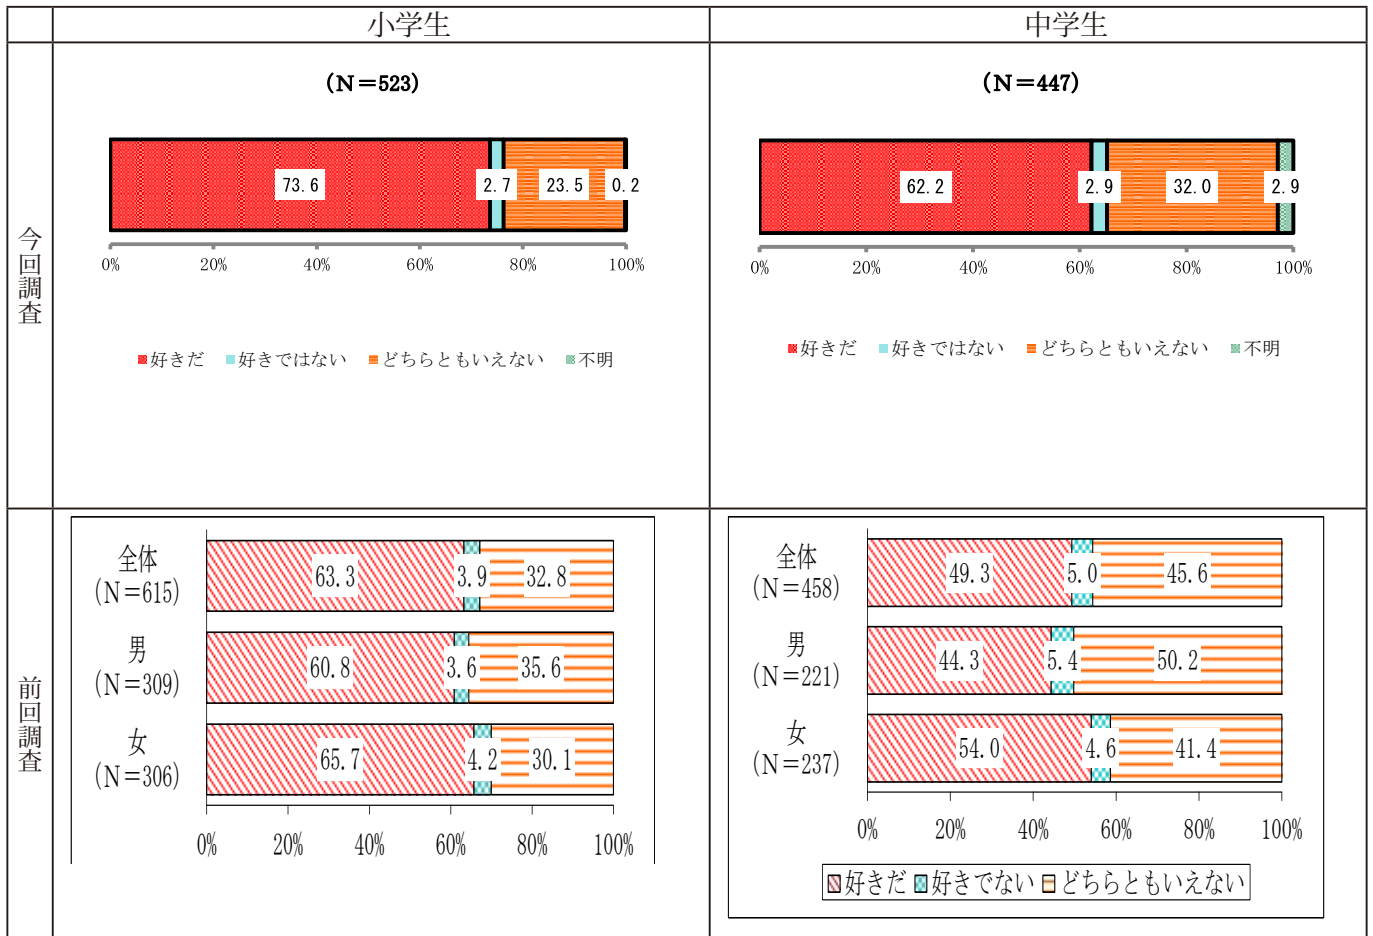 小学生
中学生
今回調査
(N=523)
73.6
2.7
23.5
0.2
0%
20%
40%
60%
80%
100%
好きだ
好きではない
どちらともいえない
不明
(N=447)
62.2
2.9
32.0
2.9
0%
20%
40%
60%
80%
100%
好きだ
好きではない
どちらともいえない
不明
前回調査
全体
(N=615)
63.3
3.9
32.8
男
(N=309)
60.8
3.6
35.6
女
(N=306)
65.7
4.2
30.1
0%
20%
40%
60%
80%
100%
全体
(N=458)
49.3
5.0
45.6
男
(N=221)
44.3
5.4
50.2
女
(N=237)
54.0
4.6
41.4
0%
20%
40%
60%
80%
100%
好きだ
好きでない
どちらともいえない